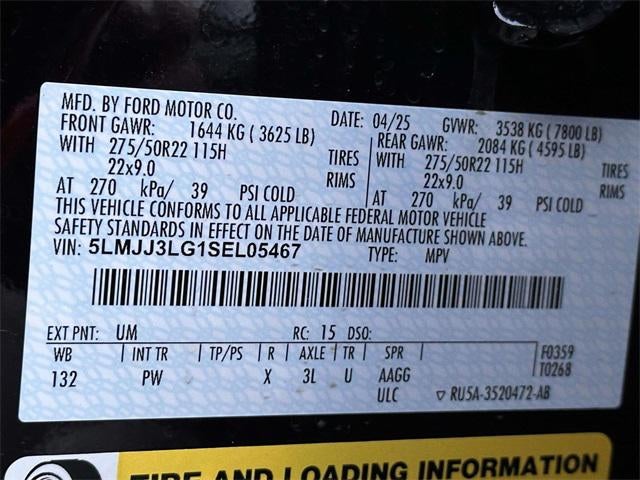 MFD. BY FORD MOTOR CO. DATE: 04/25 GVWR: 3538 KG ( 7800 LB)
FRONT GAWR: 1644 KG ( 3625 LB) REAR GAWR: 2084 KG ( 4595 LB)
WITH 275/50R22 115H TIRES WITH 275/50R22 115H TIRES
22x9.0 RIMS 22x9.0 RIMS
AT 270 kPa/ 39 PSI COLD AT 270 kPa/ 39 PSI COLD
THIS VEHICLE CONFORMS TO ALL APPLICABLE FEDERAL MOTOR VEHICLE
SAFETY STANDARDS IN EFFECT ON THE DATE OF MANUFACTURE SHOWN ABOVE.
VIN: 5LMJJ3LG1SEL05467 TYPE: MPV
EXT PNT: UM RC: 15 DSO:
WB INT TR TP/PS R AXLE TR SPR F0359
132 PW X 3L U AAGG T0268
ULC ▽ RU5A-3520472-AB
TIRE AND LOADING INFORMATION